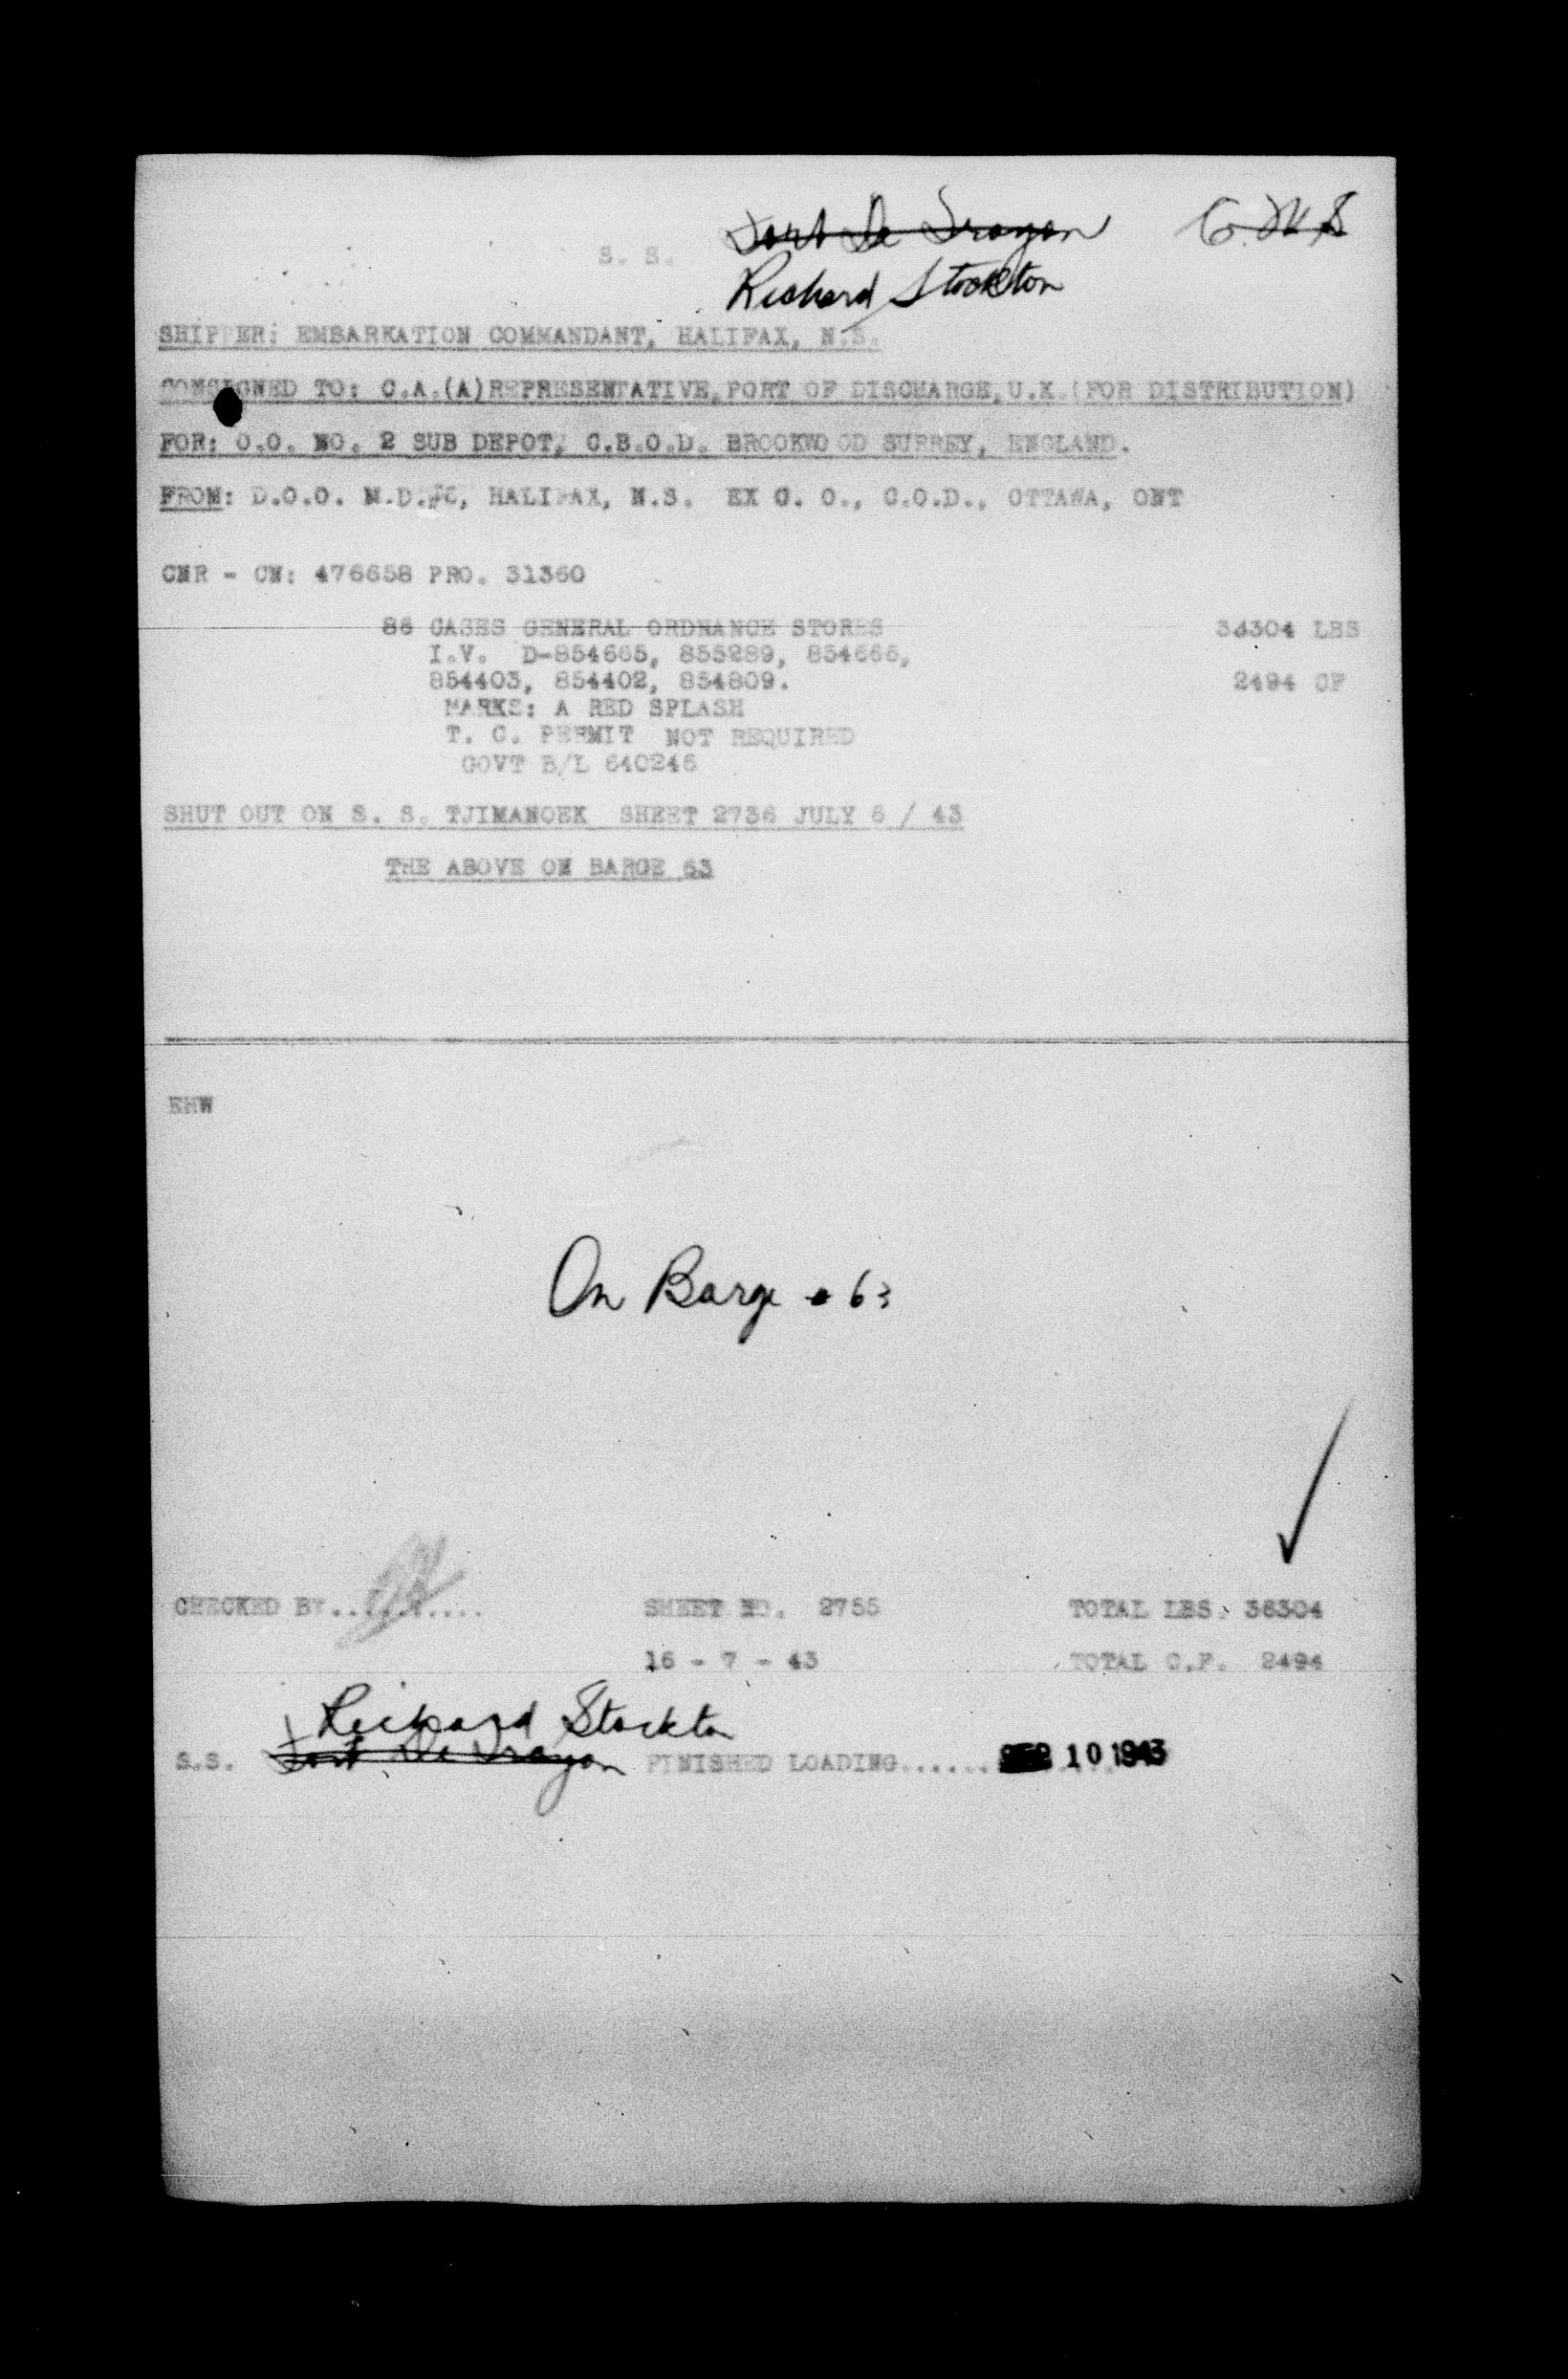 S. S. Fort De Troyon G.W.S
Richard Stockton
SHIPPER: EMBARKATION COMMANDANT, HALIFAX, N.S.
CONSIGNED TO: C.A.(A)REPRESENTATIVE,PORT OF DISCHARGE,U.K.(FOR DISTRIBUTION)
FOR: O.O. NO. 2 SUB DEPOT, C.B.O.D. BROOKWOOD SURREY, ENGLAND.
FROM: D.O.O. M.D.#6, HALIFAX, N.S. EX O. O., C.O.D., OTTAWA, ONT
CNR - CN: 476658 PRO. 31360
86 CASES GENERAL ORDNANCE STORES 36304 LBS
I.V. D-854665, 855289, 854666,
854403, 854402, 854809. 2494 CF
MARKS: A RED SPLASH
T. C. PERMIT NOT REQUIRED
GOVT B/L 640246
SHUT OUT ON S. S. TJIMANOEK SHEET 2736 JULY 6 / 43
THE ABOVE ON BARGE 63
EMW
On Barge # 63
CHECKED BY..........
SHEET NO. 2755 TOTAL LBS. 36304
16 - 7 - 43 TOTAL C.F. 2494
Richard Stockton
S.S. Fort De Troyon FINISHED LOADING...... SEP 10 1943